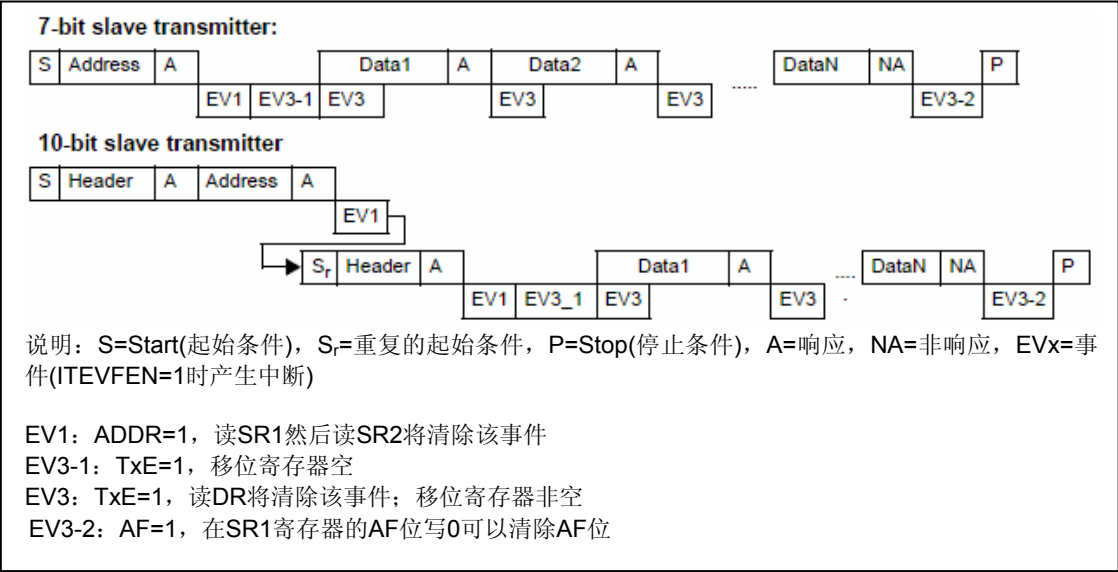 7-bit slave transmitter:
S Address A Data1 A Data2 A DataN NA P
EV1 EV3-1 EV3 EV3 EV3 ..... EV3-2
10-bit slave transmitter
S Header A Address A
EV1
Sr Header A Data1 A .... DataN NA P
EV1 EV3_1 EV3 EV3 . EV3-2
说明：S=Start(起始条件)，Sr=重复的起始条件，P=Stop(停止条件)，A=响应，NA=非响应，EVx=事
件(ITEVFEN=1时产生中断)
EV1：ADDR=1，读SR1然后读SR2将清除该事件
EV3-1：TxE=1，移位寄存器空
EV3：TxE=1，读DR将清除该事件；移位寄存器非空
EV3-2：AF=1，在SR1寄存器的AF位写0可以清除AF位